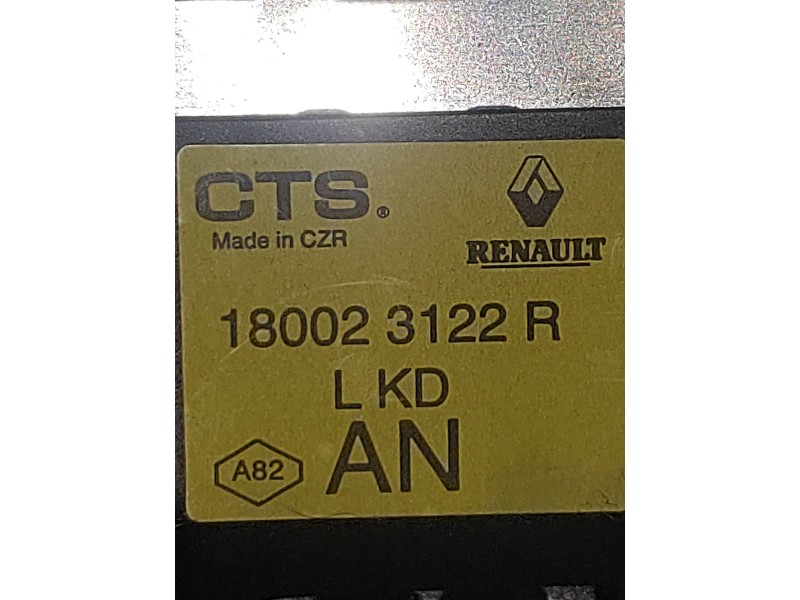 CTS®
Made in CZR
RENAULT
18002 3122 R
L KD
AN
A82